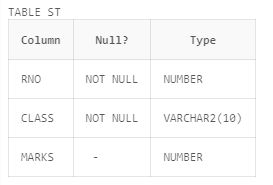 TABLE ST
Column Null? Type
RNO NOT NULL NUMBER
CLASS NOT NULL VARCHAR2(10)
MARKS - NUMBER